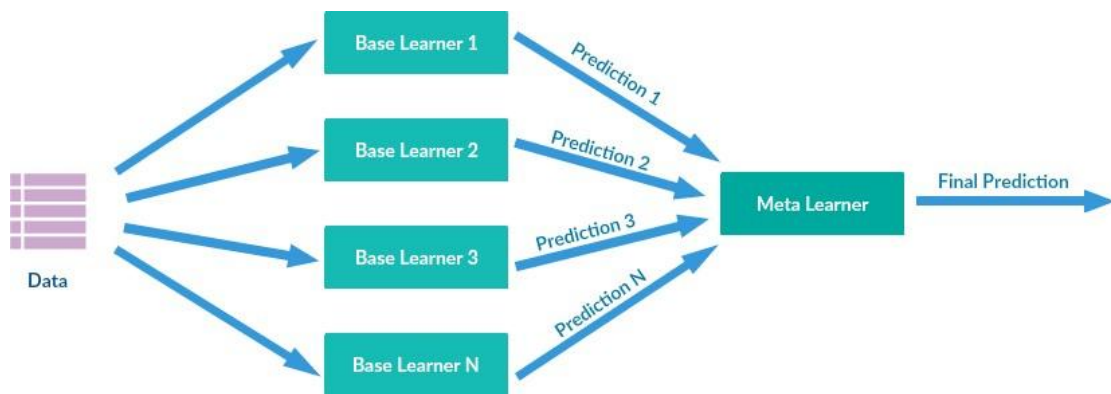 Base Learner 1
Prediction 1
Base Learner 2
Prediction 2
Data
Meta Learner
Final Prediction
Base Learner 3
Prediction 3
Base Learner N
Prediction N